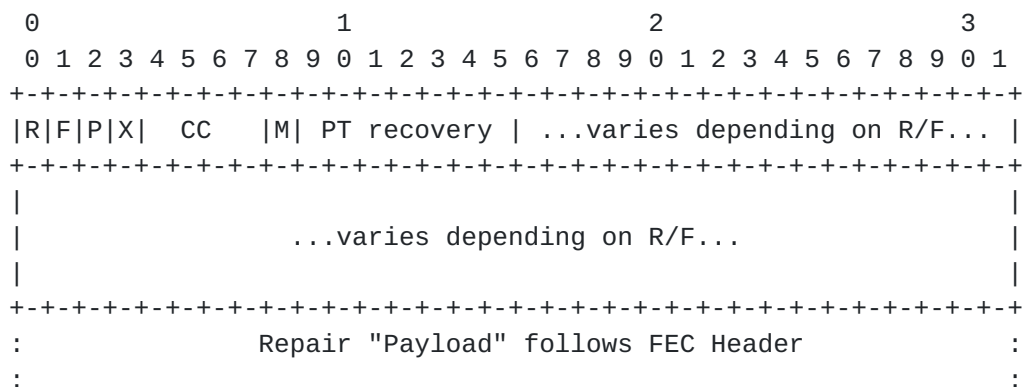 0                   1                   2                   3
 0 1 2 3 4 5 6 7 8 9 0 1 2 3 4 5 6 7 8 9 0 1 2 3 4 5 6 7 8 9 0 1
+-+-+-+-+-+-+-+-+-+-+-+-+-+-+-+-+-+-+-+-+-+-+-+-+-+-+-+-+-+-+-+-+
|R|F|P|X|  CC   |M| PT recovery | ...varies depending on R/F... |
+-+-+-+-+-+-+-+-+-+-+-+-+-+-+-+-+-+-+-+-+-+-+-+-+-+-+-+-+-+-+-+-+
|                                                               |
|                 ...varies depending on R/F...                 |
|                                                               |
+-+-+-+-+-+-+-+-+-+-+-+-+-+-+-+-+-+-+-+-+-+-+-+-+-+-+-+-+-+-+-+-+
:               Repair "Payload" follows FEC Header             :
:                                                               :